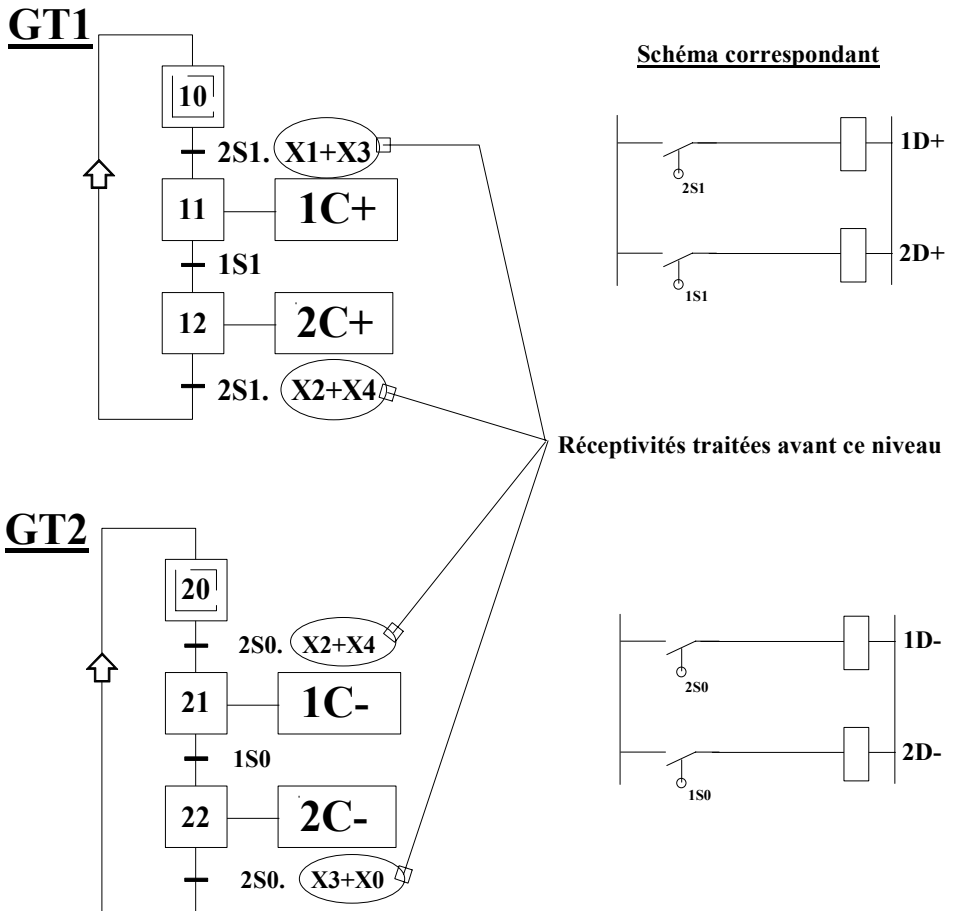 GT1
Schéma correspondant
10
2S1. X1+X3
1D+
2S1
11
1C+
1S1
2D+
1S1
12
2C+
2S1. X2+X4
Réceptivités traitées avant ce niveau
GT2
20
2S0. X2+X4
1D-
2S0
21
1C-
1S0
2D-
1S0
22
2C-
2S0. X3+X0